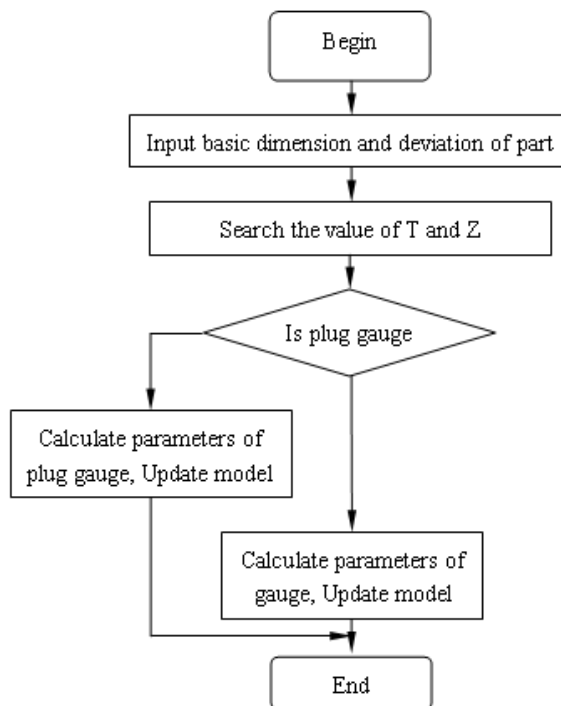 Begin
Input basic dimension and deviation of part
Search the value of T and Z
Is plug gauge
Calculate parameters of
plug gauge, Update model
Calculate parameters of
gauge, Update model
End